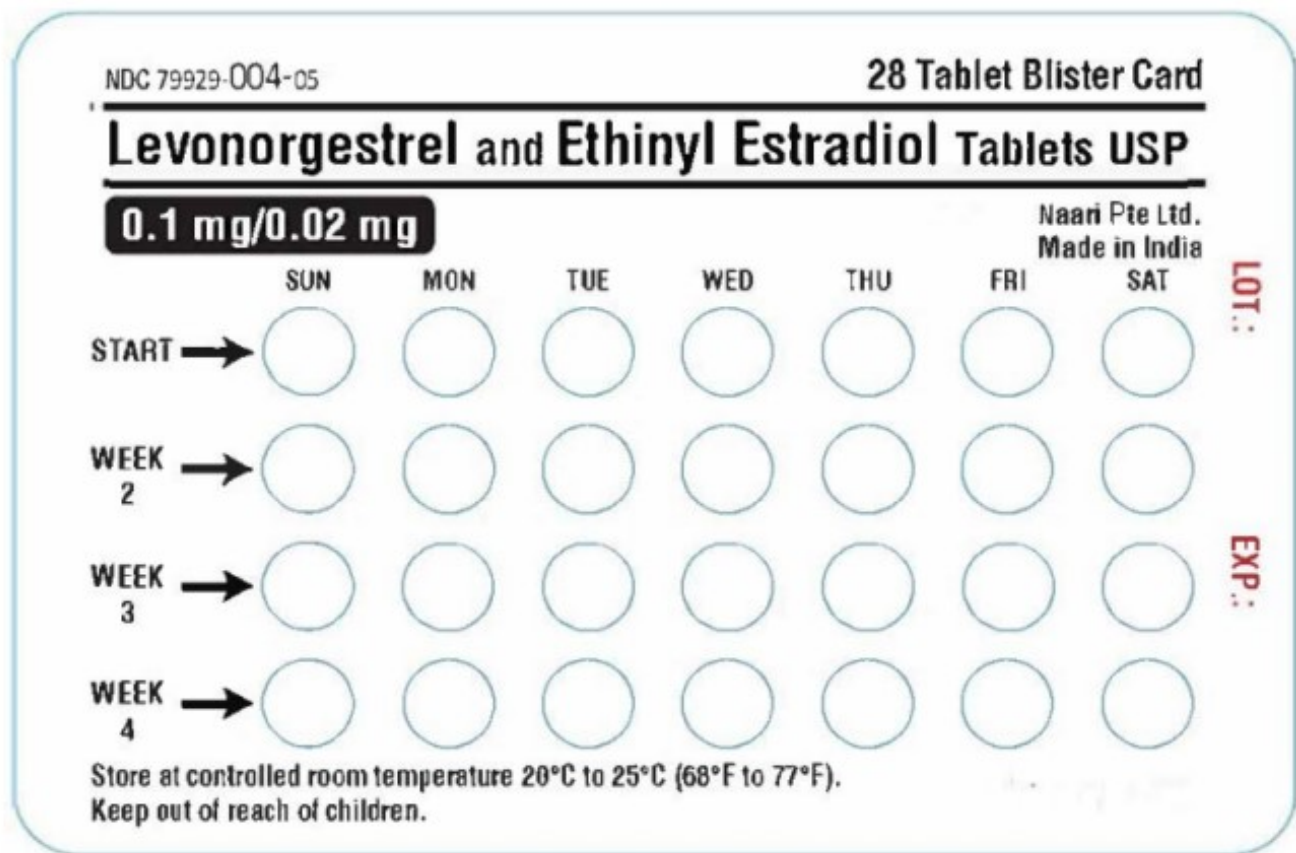 NDC 79929-004-05
28 Tablet Blister Card
Levonorgestrel and Ethinyl Estradiol Tablets USP
0.1 mg/0.02 mg
Naari Pte Ltd.
Made in India
SUN MON TUE WED THU FRI SAT
START
WEEK
2
WEEK
3
WEEK
4
Store at controlled room temperature 20°C to 25°C (68°F to 77°F).
Keep out of reach of children.
LOT.:
EXP.: